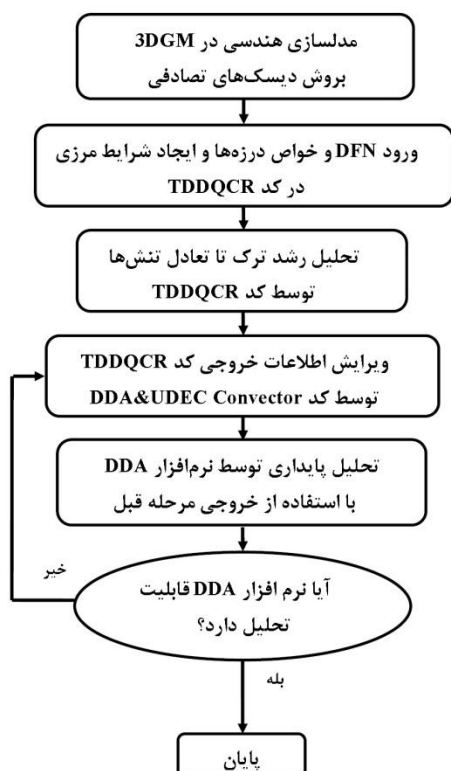 مدلسازی هندسی در 3DGM
بروش دیسک‌های تصادفی
ورود DFN و خواص درزه‌ها و ایجاد شرایط مرزی
در کد TDDQCR
تحلیل رشد ترک تا تعادل تنش‌ها
توسط کد TDDQCR
ویرایش اطلاعات خروجی کد TDDQCR
توسط کد DDA&UDEC Convector
تحلیل پایداری توسط نرم‌افزار DDA
با استفاده از خروجی مرحله قبل
آیا نرم افزار DDA قابلیت
تحلیل دارد؟
خیر
بله
پایان